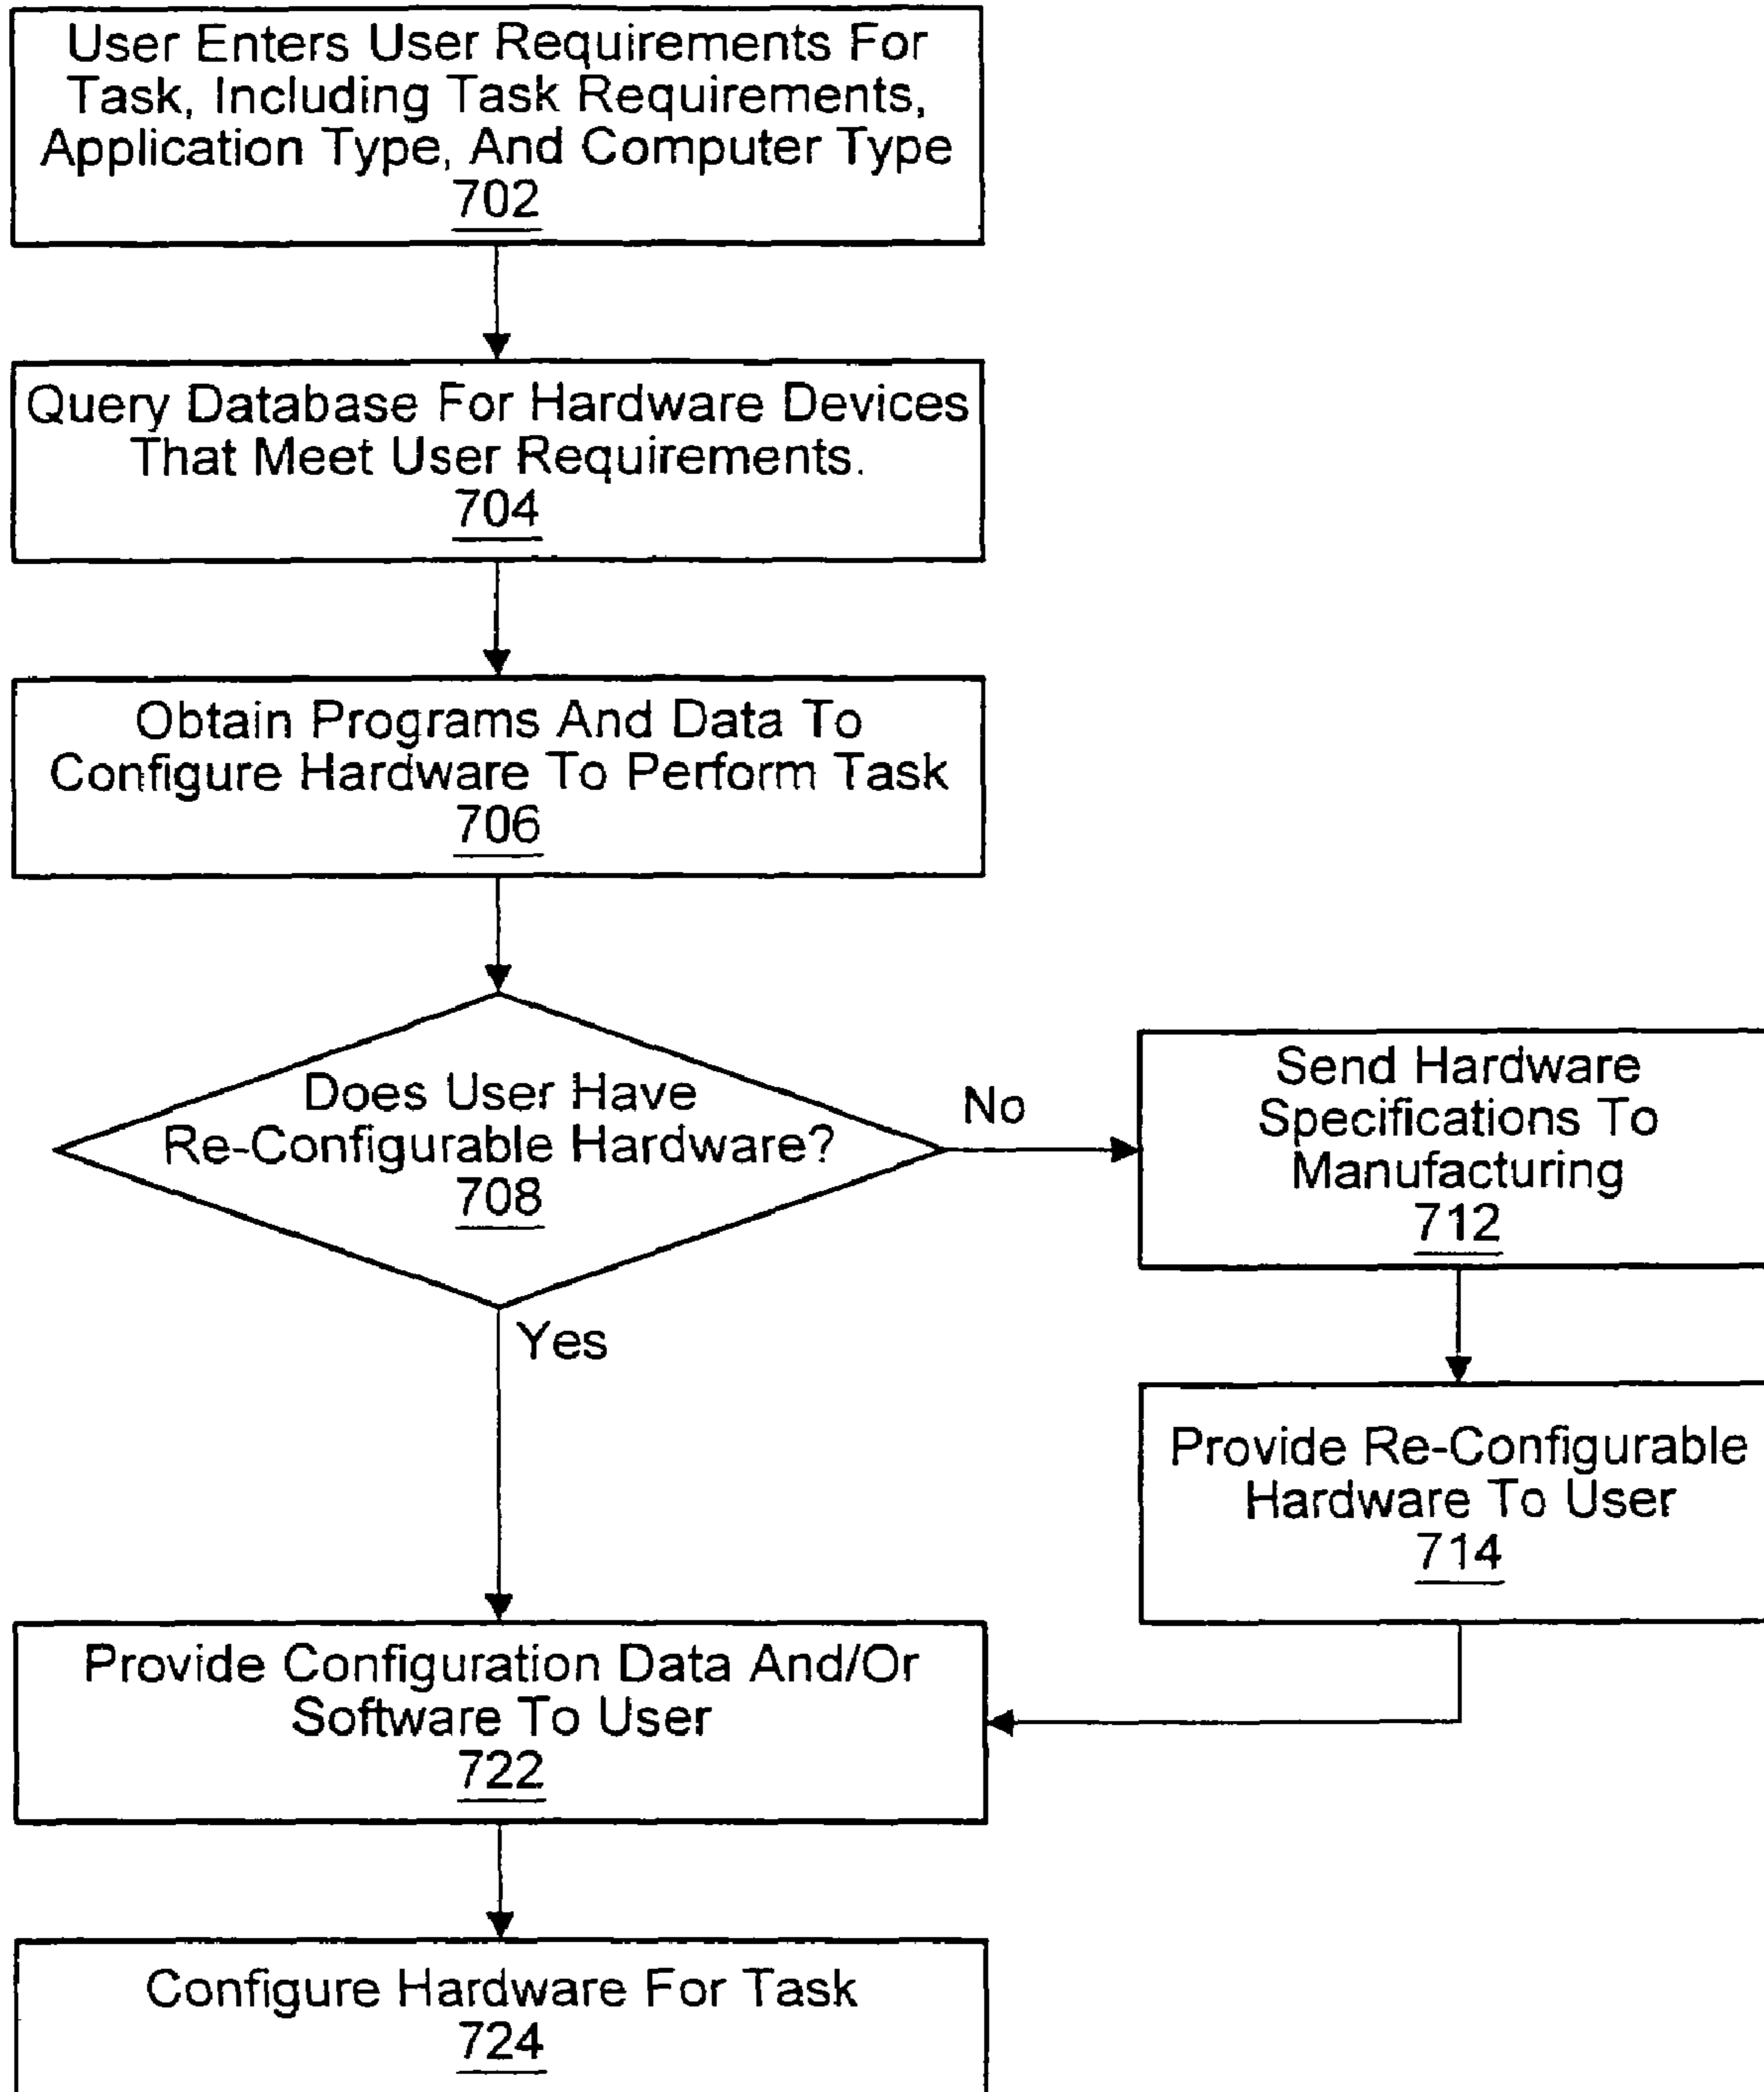 User Enters User Requirements For
Task, Including Task Requirements,
Application Type, And Computer Type
702
Query Database For Hardware Devices
That Meet User Requirements.
704
Obtain Programs And Data To
Configure Hardware To Perform Task
706
Does User Have
Re-Configurable Hardware?
708
No
Send Hardware
Specifications To
Manufacturing
712
Yes
Provide Re-Configurable
Hardware To User
714
Provide Configuration Data And/Or
Software To User
722
Configure Hardware For Task
724